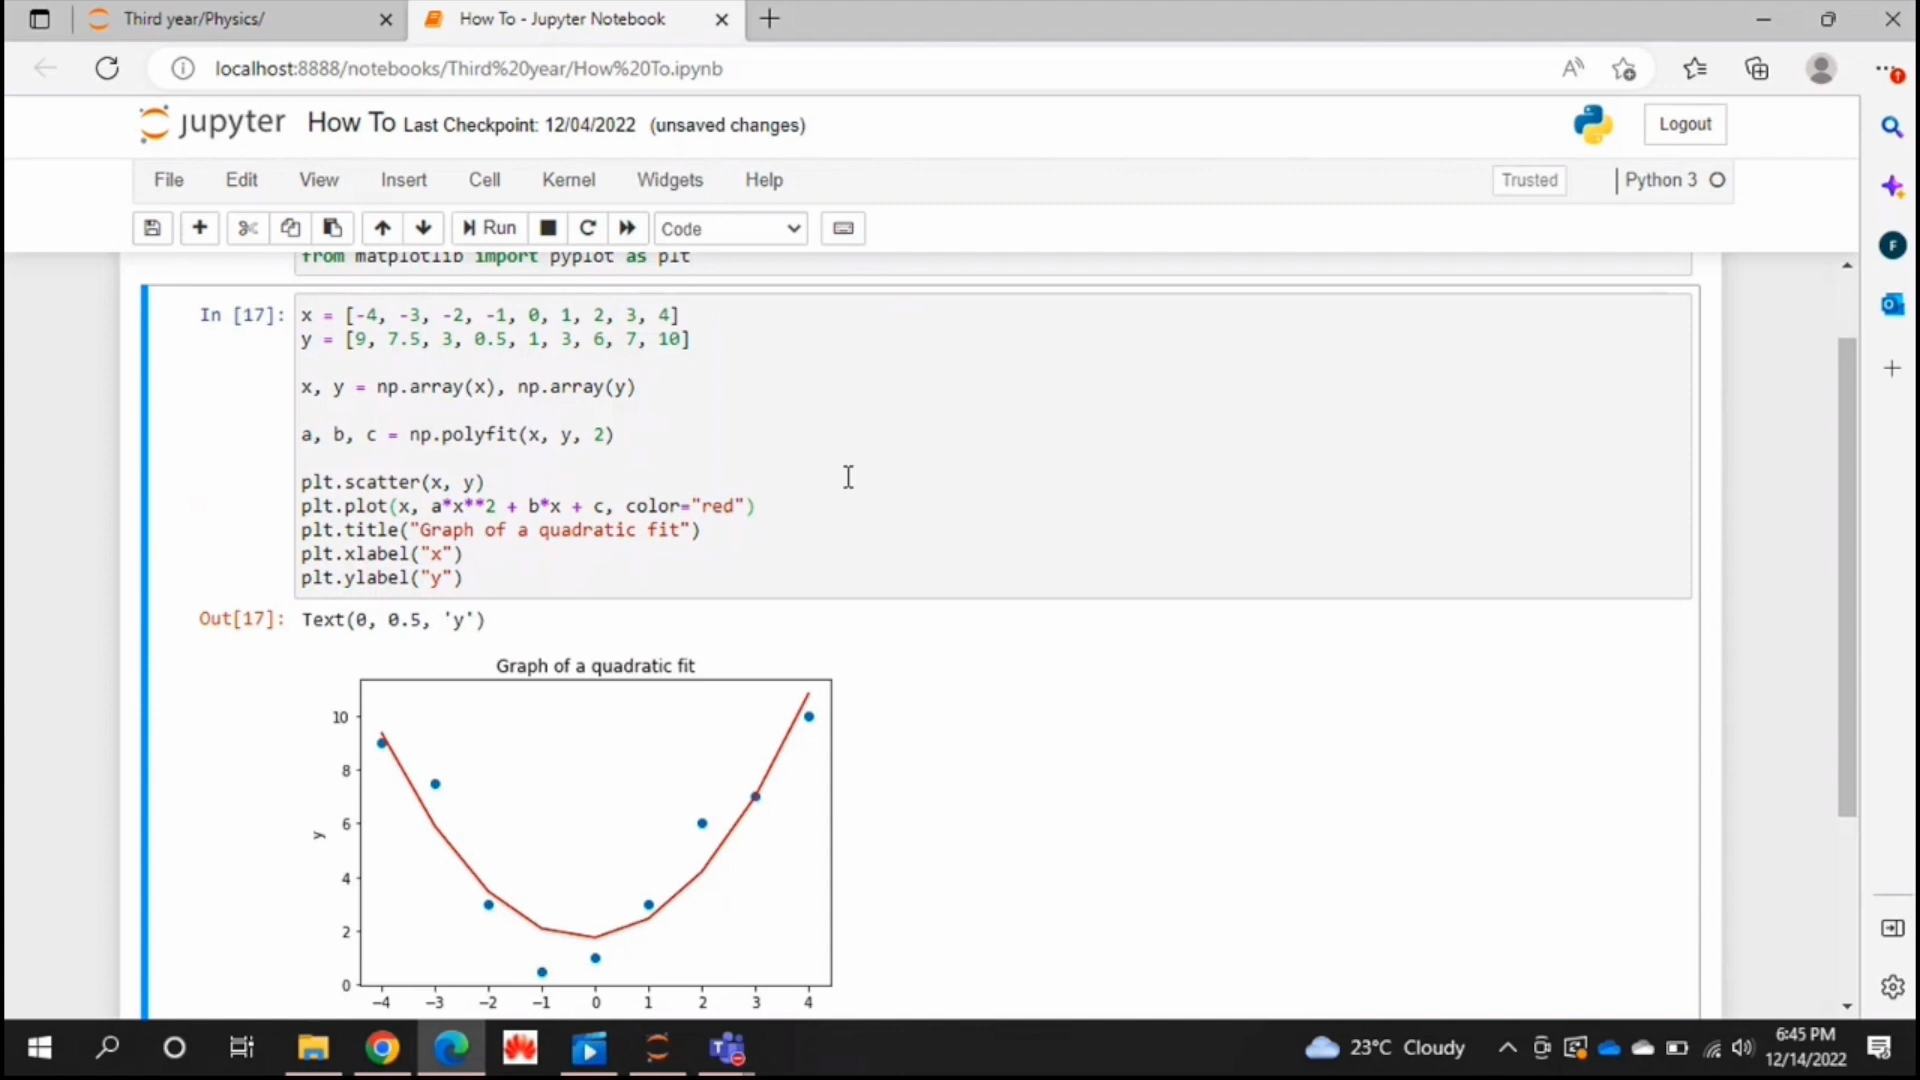 Third year/Physics/
How To - Jupyter Notebook
localhost:8888/notebooks/Third%20year/How%20To.ipynb
jupyter How To Last Checkpoint: 12/04/2022 (unsaved changes)
Logout
File Edit View Insert Cell Kernel Widgets Help
Trusted
Python 3
Run
Code
from matplotlib import pyplot as plt
In [17]:
x = [-4, -3, -2, -1, 0, 1, 2, 3, 4]
y = [9, 7.5, 3, 0.5, 1, 3, 6, 7, 10]
x, y = np.array(x), np.array(y)
a, b, c = np.polyfit(x, y, 2)
plt.scatter(x, y)
plt.plot(x, a*x**2 + b*x + c, color="red")
plt.title("Graph of a quadratic fit")
plt.xlabel("x")
plt.ylabel("y")
Out[17]: Text(0, 0.5, 'y')
Graph of a quadratic fit
10
8
6
4
2
0
y
−4 −3 −2 −1 0 1 2 3 4
F
23°C Cloudy
6:45 PM
12/14/2022